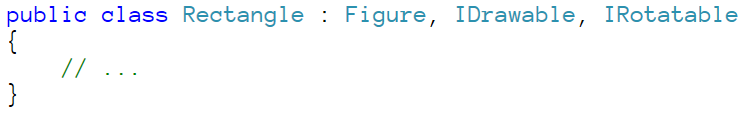 public class Rectangle : Figure, IDrawable, IRotatable
{
    // ...
}